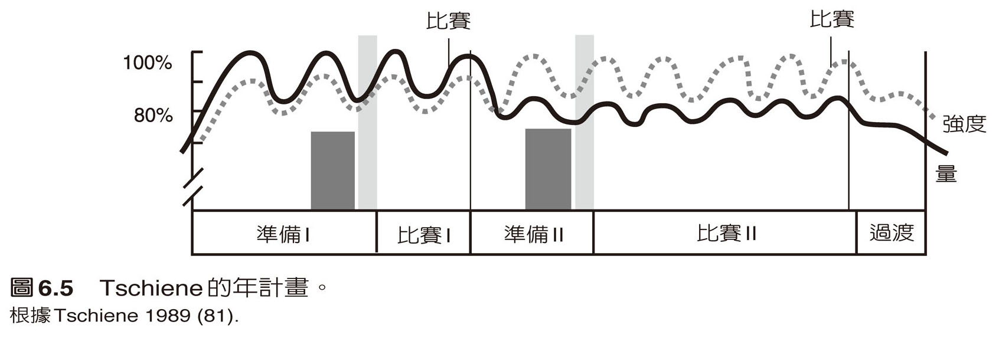 比賽
比賽
100%
80%
強度
量
準備 I
比賽 I
準備 II
比賽 II
過渡
圖 6.5 Tschiene 的年計畫。
根據 Tschiene 1989 (81).